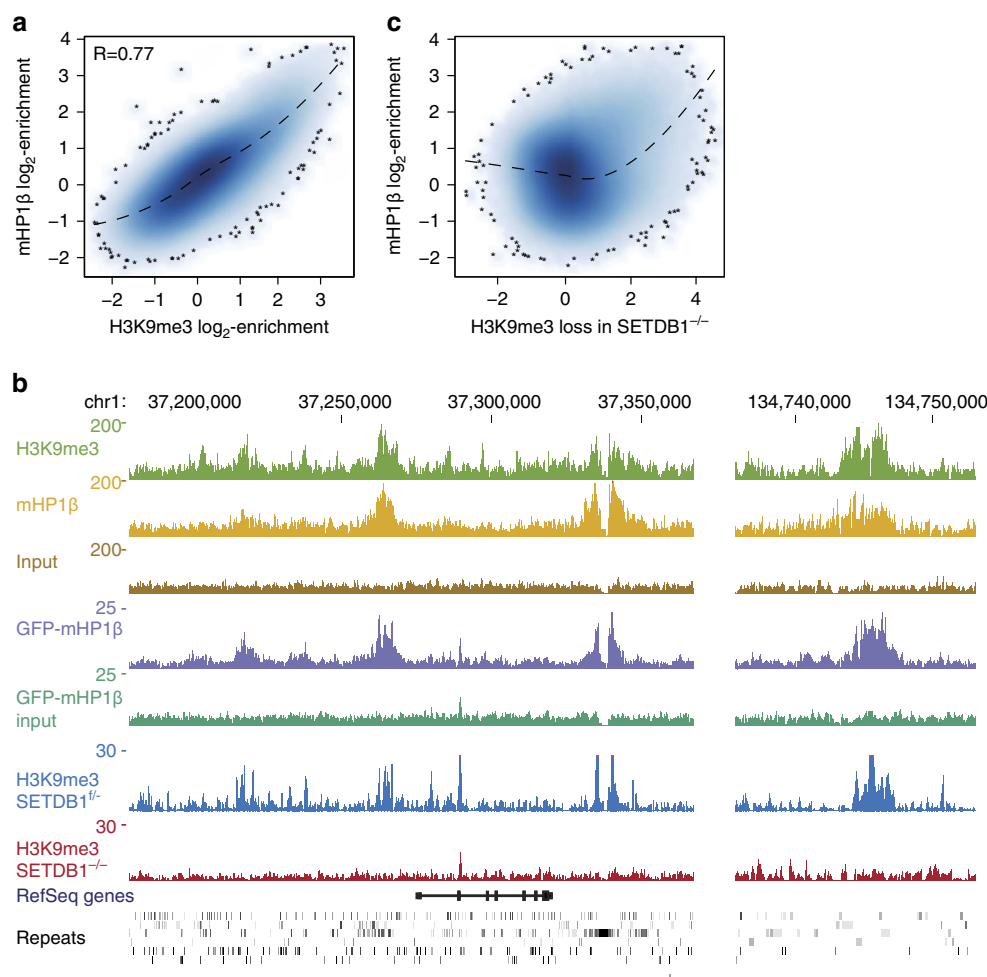 a
R=0.77
mHP1β log2-enrichment
4
3
2
1
0
−1
−2
−2 −1 0 1 2 3
H3K9me3 log2-enrichment
c
mHP1β log2-enrichment
4
3
2
1
0
−1
−2
−2 0 2 4
H3K9me3 loss in SETDB1−/−
b
chr1: 37,200,000 37,250,000 37,300,000 37,350,000 134,740,000 134,750,000
200-
H3K9me3
200-
mHP1β
200-
Input
25 -
GFP-mHP1β
25 -
GFP-mHP1β
input
30 -
H3K9me3
SETDB1f/-
30 -
H3K9me3
SETDB1−/−
RefSeq genes
Repeats